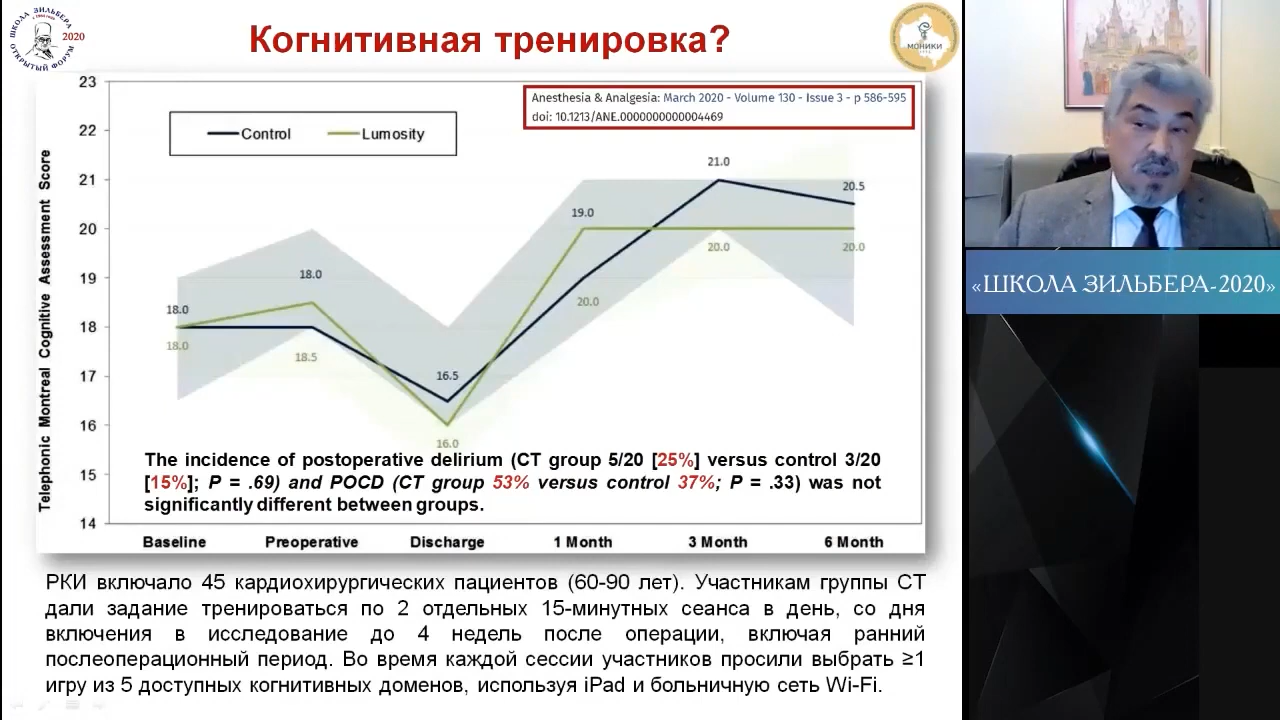 ШКОЛА ЗИЛЬБЕРА
2020
ОТКРЫТЫЙ ФОРУМ
Когнитивная тренировка?
МОНИКИ
Anesthesia & Analgesia: March 2020 - Volume 130 - Issue 3 - p 586-595
doi: 10.1213/ANE.0000000000004469
Control
Lumosity
Telephonic Montreal Cognitive Assessment Score
23
22
21
20
19
18
17
16
15
14
18.0
18.0
18.0
18.5
16.5
16.0
19.0
20.0
21.0
20.0
20.5
20.0
The incidence of postoperative delirium (CT group 5/20 [25%] versus control 3/20
[15%]; P = .69) and POCD (CT group 53% versus control 37%; P = .33) was not
significantly different between groups.
Baseline
Preoperative
Discharge
1 Month
3 Month
6 Month
РКИ включало 45 кардиохирургических пациентов (60-90 лет). Участникам группы СТ
дали задание тренироваться по 2 отдельных 15-минутных сеанса в день, со дня
включения в исследование до 4 недель после операции, включая ранний
послеоперационный период. Во время каждой сессии участников просили выбрать ≥1
игру из 5 доступных когнитивных доменов, используя iPad и больничную сеть Wi-Fi.
«ШКОЛА ЗИЛЬБЕРА-2020»